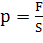 p = F/S